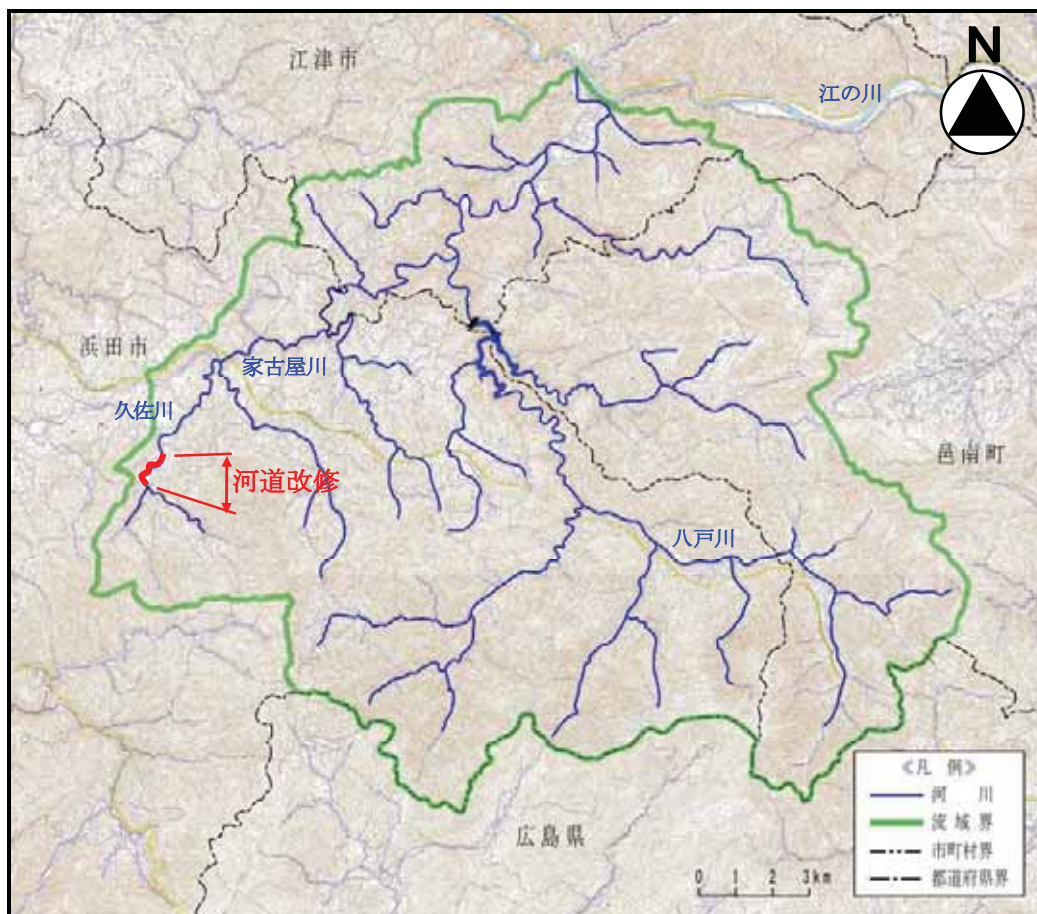 江津市
N
江の川
浜田市
家古屋川
久佐川
河道改修
邑南町
八戸川
広島県
≪凡 例≫
河 川
流 域 界
市町村界
都道府県界
0 1 2 3km